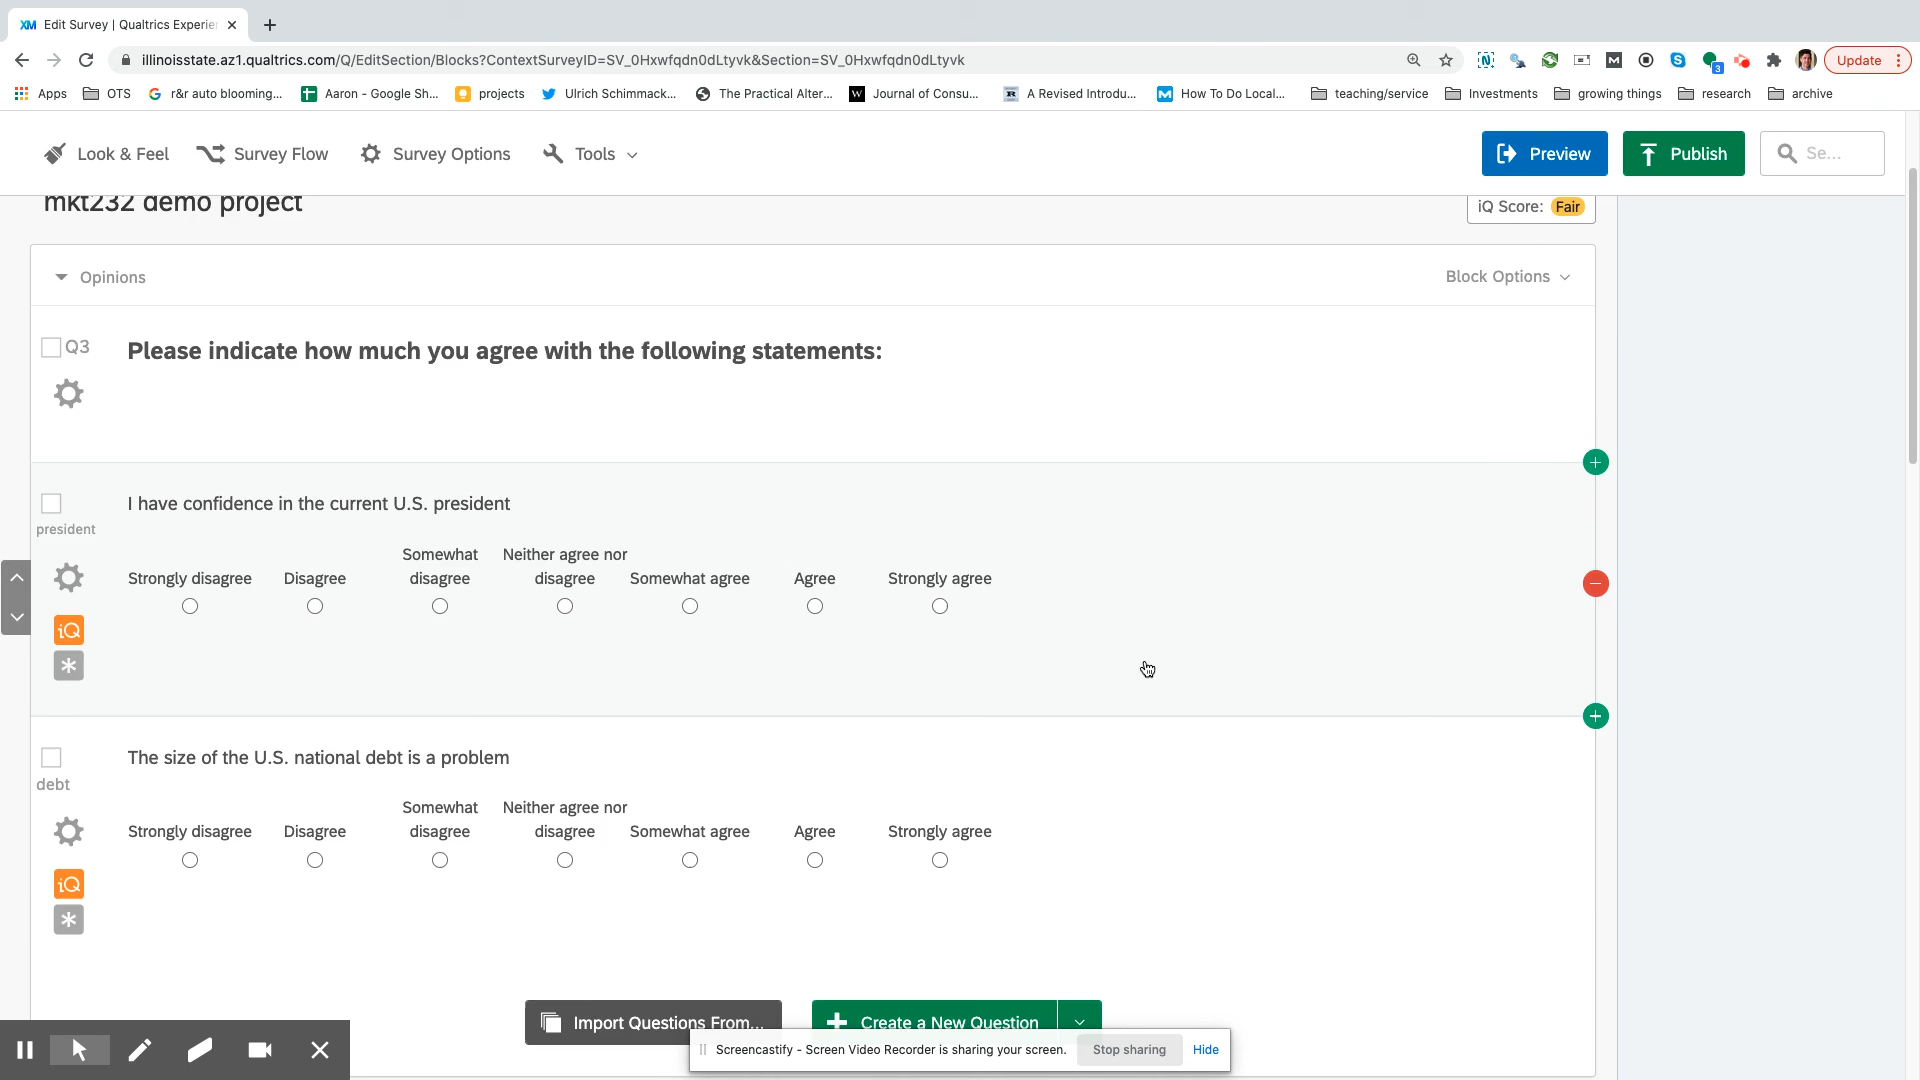 XM Edit Survey | Qualtrics Experie
illinoisstate.az1.qualtrics.com/Q/EditSection/Blocks?ContextSurveyID=SV_0Hxwfqdn0dLtyvk&Section=SV_0Hxwfqdn0dLtyvk
3
Update
Apps OTS r&r auto blooming... Aaron - Google Sh... projects Ulrich Schimmack... The Practical Alter... W Journal of Consu... R A Revised Introdu... How To Do Local... teaching/service Investments growing things research archive
Look & Feel Survey Flow Survey Options Tools Preview Publish Se...
mkt232 demo project
iQ Score: Fair
Opinions Block Options
Q3 Please indicate how much you agree with the following statements:
I have confidence in the current U.S. president
president
Somewhat Neither agree nor
Strongly disagree Disagree disagree disagree Somewhat agree Agree Strongly agree
iQ
The size of the U.S. national debt is a problem
debt
Somewhat Neither agree nor
Strongly disagree Disagree disagree disagree Somewhat agree Agree Strongly agree
iQ
Import Questions From... Create a New Question
Screencastify - Screen Video Recorder is sharing your screen. Stop sharing Hide